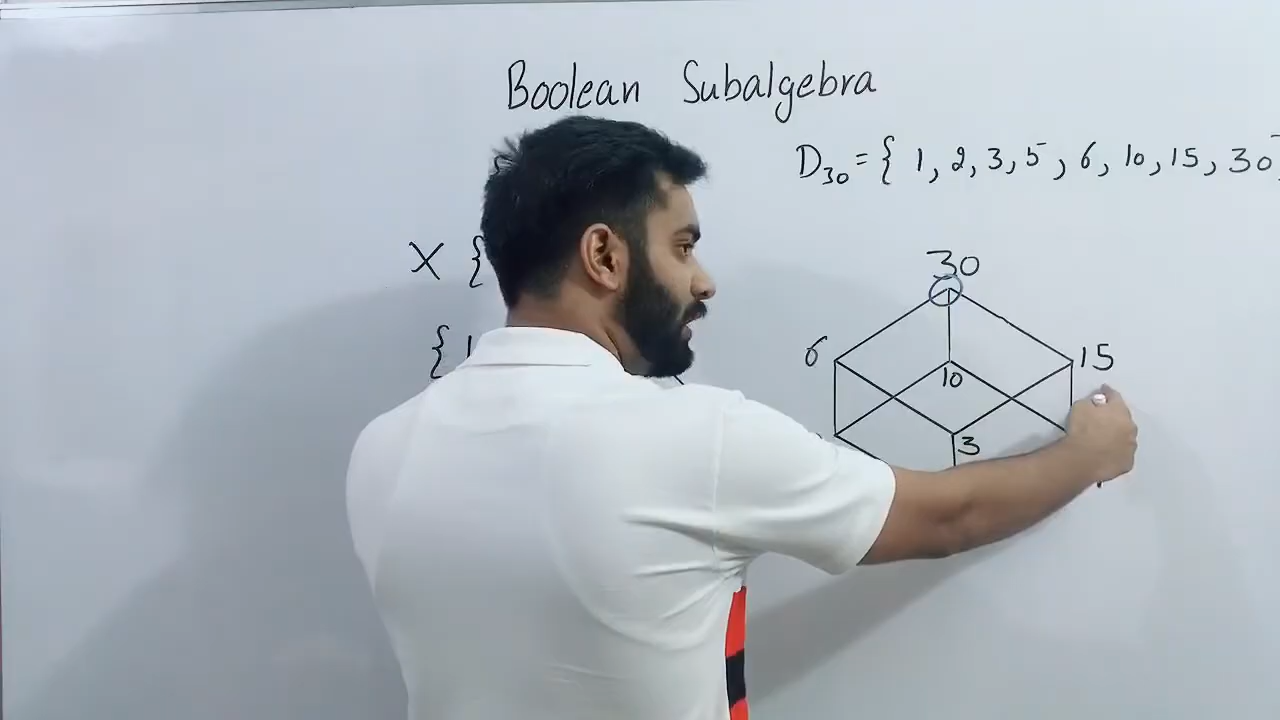 Boolean Subalgebra
D₃₀ = { 1, 2, 3, 5, 6, 10, 15, 30
X {
30
{ 1
6
15
10
3